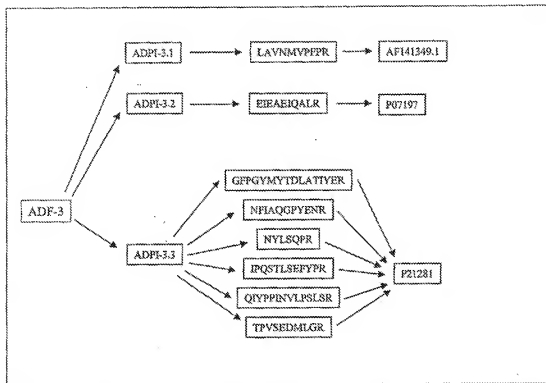 ADPI-3.1
LAVNMVPFPR
AF141349.1
ADPI-3.2
EIEAEIQALR
P07197
ADF-3
ADPI-3.3
GFPGYMYTDLATIYER
NFIAQGPYENR
NYLSQPR
IPQSTLSEFYPR
QIYPPINVLPSLSR
TPVSEDMLGR
P21281